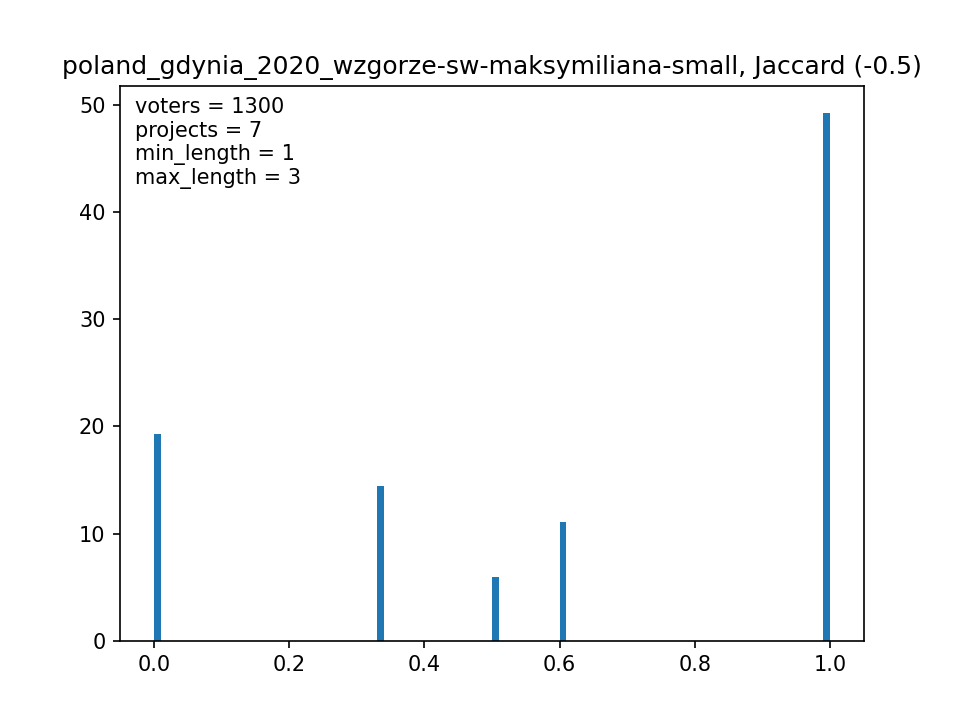 poland_gdynia_2020_wzgorze-sw-maksymiliana-small, Jaccard (-0.5)
voters = 1300
projects = 7
min_length = 1
max_length = 3
50
40
30
20
10
0
0.0 0.2 0.4 0.6 0.8 1.0